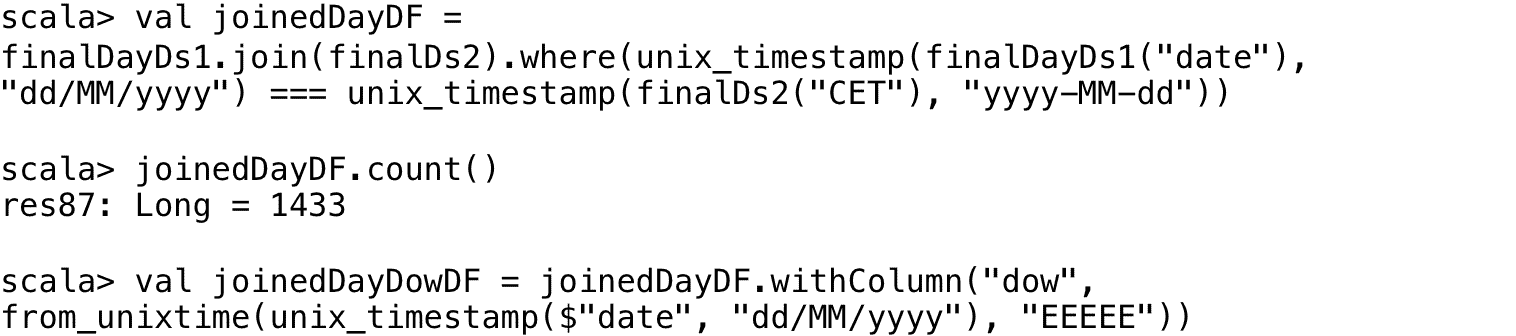 scala> val joinedDayDF =
finalDayDs1.join(finalDs2).where(unix_timestamp(finalDayDs1("date"),
"dd/MM/yyyy") === unix_timestamp(finalDs2("CET"), "yyyy-MM-dd"))
scala> joinedDayDF.count()
res87: Long = 1433
scala> val joinedDayDowDF = joinedDayDF.withColumn("dow",
from_unixtime(unix_timestamp($"date", "dd/MM/yyyy"), "EEEEE"))